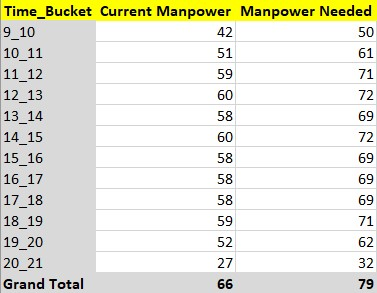 Time_Bucket Current Manpower Manpower Needed
9_10 42 50
10_11 51 61
11_12 59 71
12_13 60 72
13_14 58 69
14_15 60 72
15_16 58 69
16_17 58 69
17_18 58 69
18_19 59 71
19_20 52 62
20_21 27 32
Grand Total 66 79